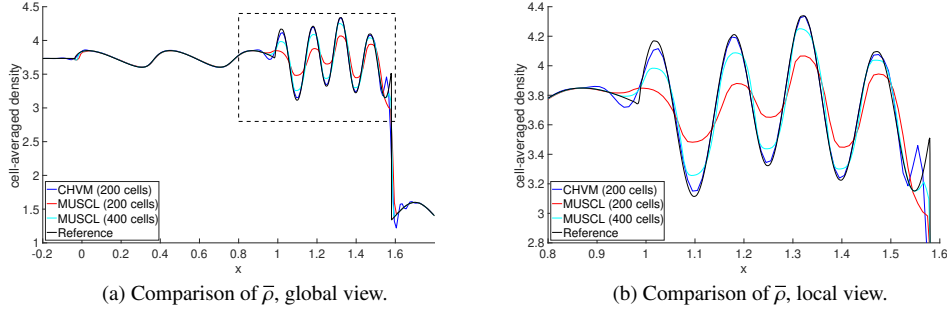 4.5
4
3.5
3
2.5
2
1.5
1
cell-averaged density
CHVM (200 cells)
MUSCL (200 cells)
MUSCL (400 cells)
Reference
-0.2 0 0.2 0.4 0.6 0.8 1 1.2 1.4 1.6
x
(a) Comparison of ρ̅, global view.
4.4
4.2
4
3.8
3.6
3.4
3.2
3
2.8
cell-averaged density
CHVM (200 cells)
MUSCL (200 cells)
MUSCL (400 cells)
Reference
0.8 0.9 1 1.1 1.2 1.3 1.4 1.5 1.6
x
(b) Comparison of ρ̅, local view.